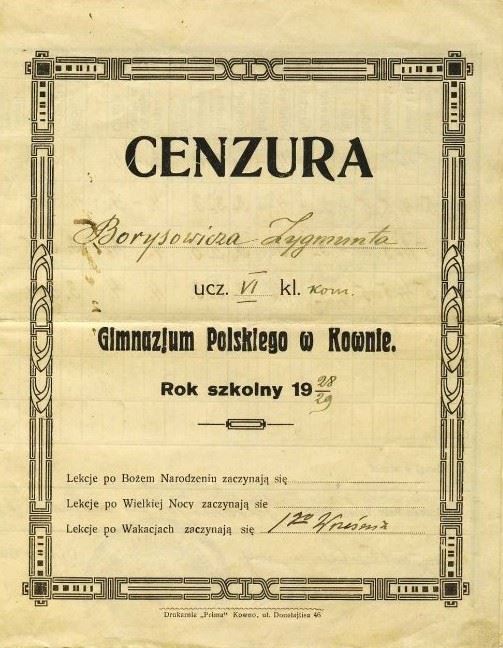 CENZURA
Borysowicza Zygmunta
ucz. VI kl. kom.
Gimnazjum Polskiego w Kownie.
Rok szkolny 19 28/29
Lekcje po Bożem Narodzeniu zaczynają się
Lekcje po Wielkiej Nocy zaczynają sie
Lekcje po Wakacjach zaczynają się 1go Września
Drukarnia „Prima” Kowno, ul. Donelajtisa 46